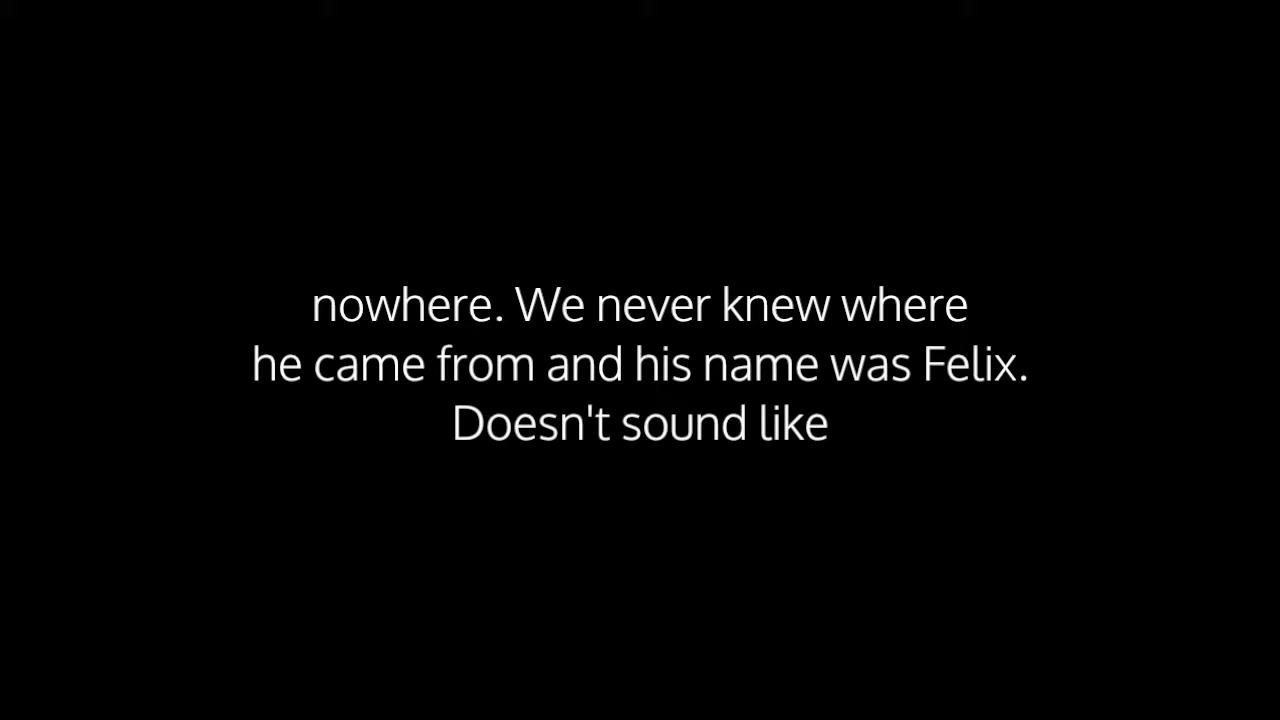 nowhere. We never knew where
he came from and his name was Felix.
Doesn't sound like